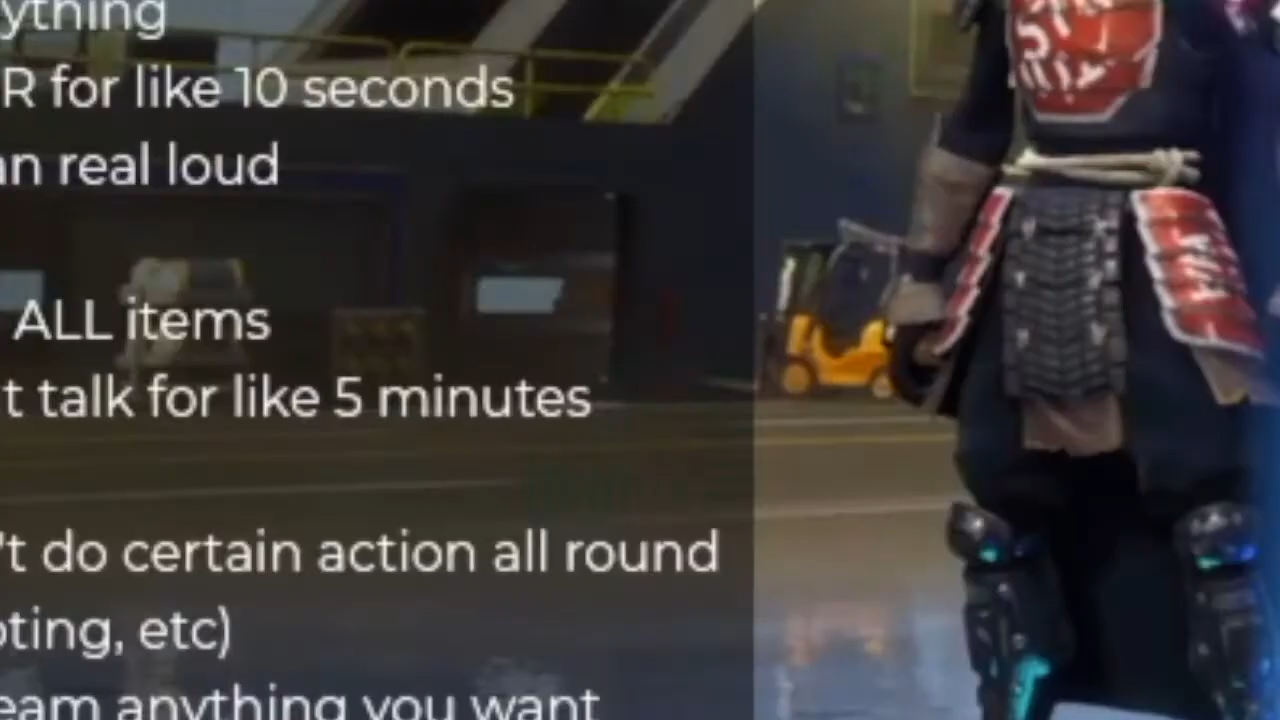 ything
R for like 10 seconds
an real loud
ALL items
t talk for like 5 minutes
't do certain action all round
oting, etc)
eam anything you want